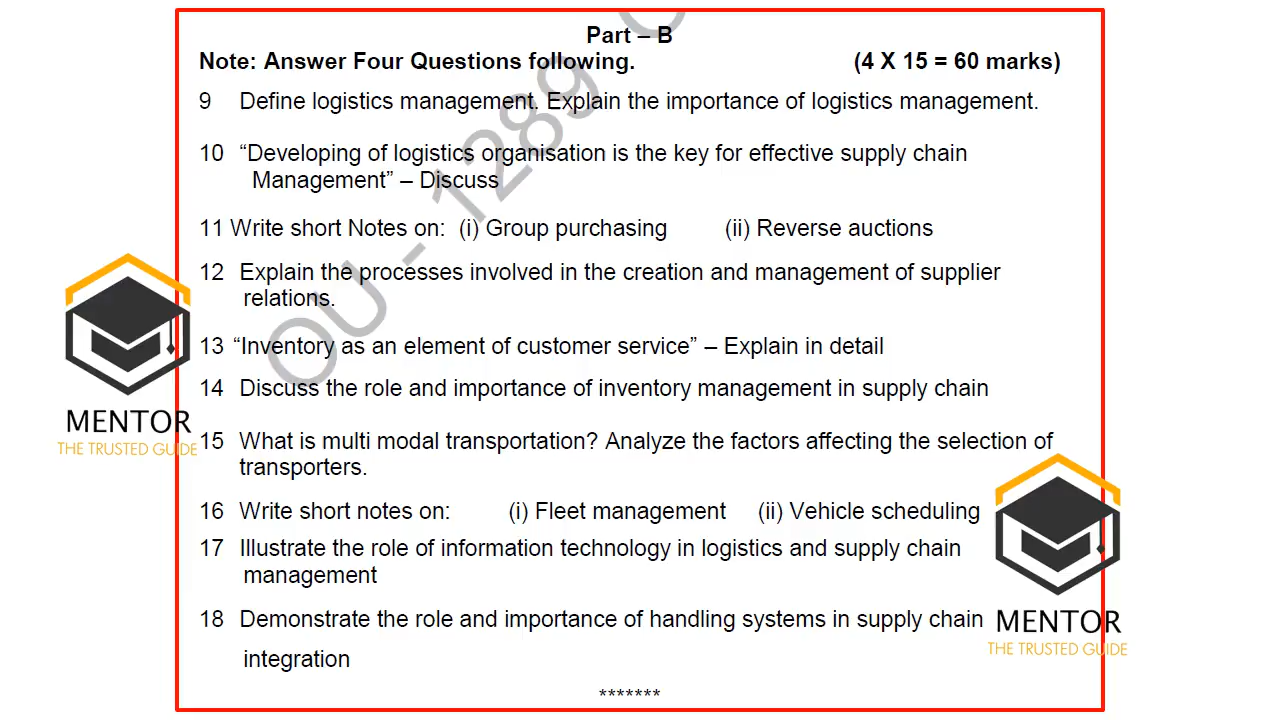 Part – B
Note: Answer Four Questions following. (4 X 15 = 60 marks)
9 Define logistics management. Explain the importance of logistics management.
10 “Developing of logistics organisation is the key for effective supply chain
Management” – Discuss
11 Write short Notes on: (i) Group purchasing (ii) Reverse auctions
12 Explain the processes involved in the creation and management of supplier
relations.
13 “Inventory as an element of customer service” – Explain in detail
14 Discuss the role and importance of inventory management in supply chain
15 What is multi modal transportation? Analyze the factors affecting the selection of
transporters.
16 Write short notes on: (i) Fleet management (ii) Vehicle scheduling
17 Illustrate the role of information technology in logistics and supply chain
management
18 Demonstrate the role and importance of handling systems in supply chain
integration
*******
OU - 1289
MENTOR
THE TRUSTED GUIDE
MENTOR
THE TRUSTED GUIDE